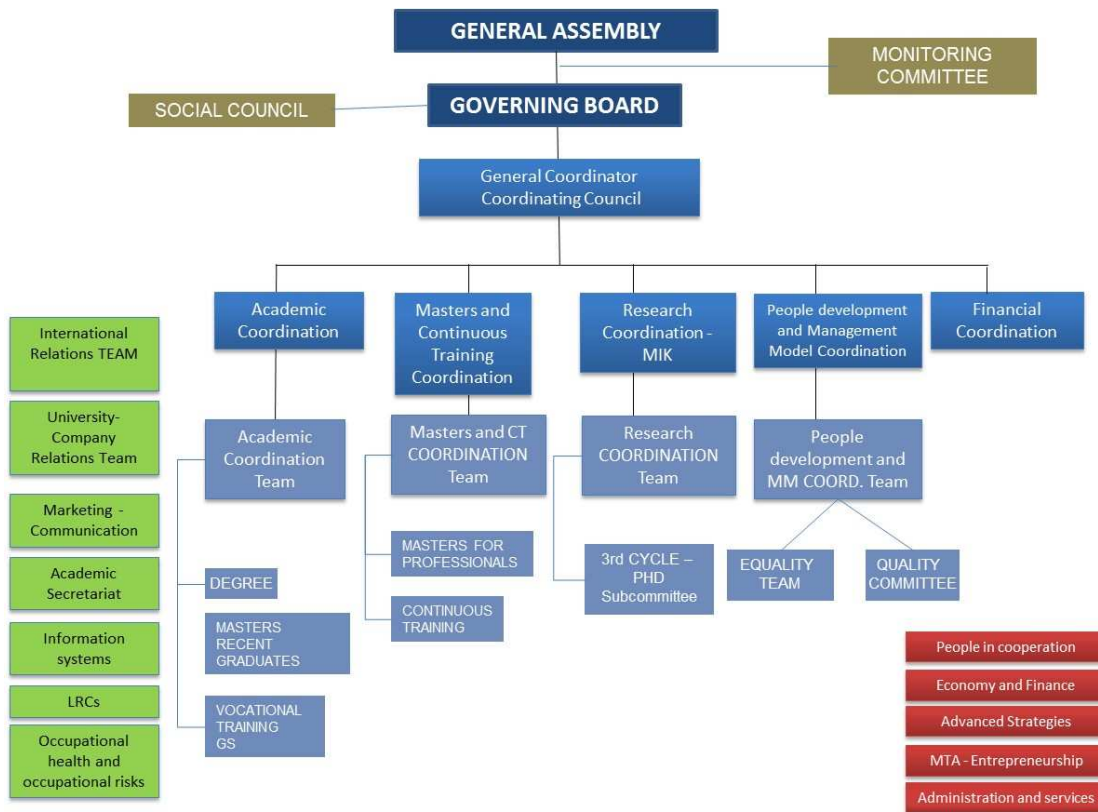 GENERAL ASSEMBLY
MONITORING
COMMITTEE
SOCIAL COUNCIL
GOVERNING BOARD
General Coordinator
Coordinating Council
Academic
Coordination
Masters and
Continuous
Training
Coordination
Research
Coordination -
MIK
People development
and Management
Model Coordination
Financial
Coordination
International
Relations TEAM
University-
Company
Relations Team
Marketing -
Communication
Academic
Secretariat
Information
systems
LRCs
Occupational
health and
occupational risks
Academic
Coordination
Team
Masters and CT
COORDINATION
Team
Research
COORDINATION
Team
People
development and
MM COORD. Team
DEGREE
MASTERS
RECENT
GRADUATES
VOCATIONAL
TRAINING
GS
MASTERS FOR
PROFESSIONALS
CONTINUOUS
TRAINING
3rd CYCLE –
PHD
Subcommittee
EQUALITY
TEAM
QUALITY
COMMITTEE
People in cooperation
Economy and Finance
Advanced Strategies
MTA - Entrepreneurship
Administration and services